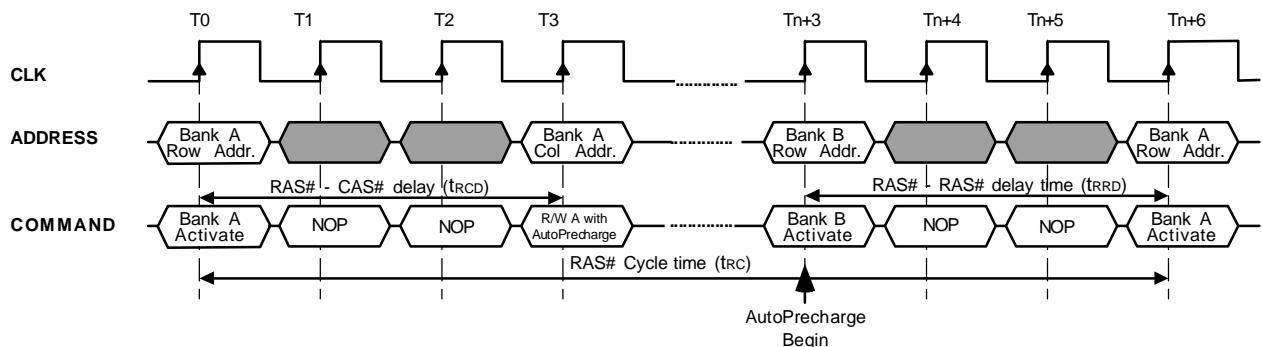 T0 T1 T2 T3 Tn+3 Tn+4 Tn+5 Tn+6
CLK
ADDRESS
Bank A
Row Addr.
Bank A
Col Addr.
Bank B
Row Addr.
Bank A
Row Addr.
RAS# - CAS# delay (tRCD)
RAS# - RAS# delay time (tRRD)
COMMAND
Bank A
Activate
NOP
NOP
R/W A with
AutoPrecharge
Bank B
Activate
NOP
NOP
Bank A
Activate
RAS# Cycle time (tRC)
AutoPrecharge
Begin